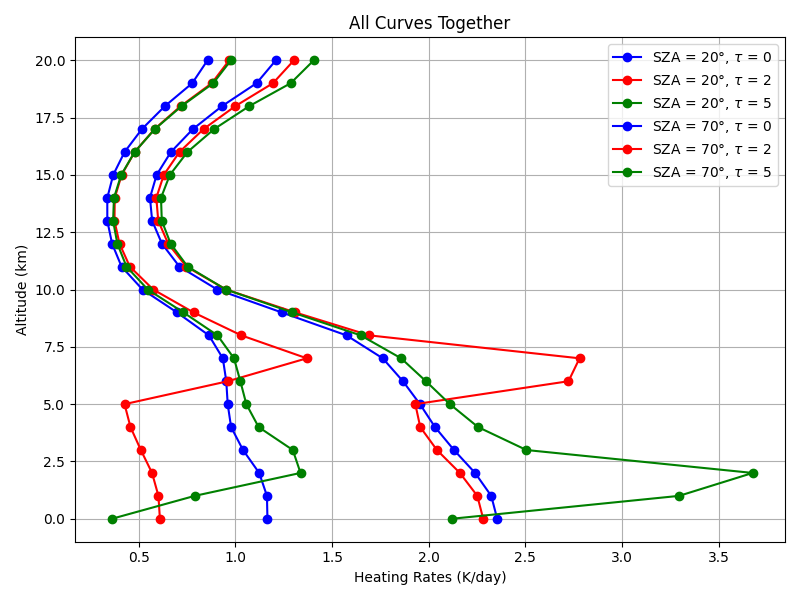 All Curves Together
SZA = 20°, τ = 0
SZA = 20°, τ = 2
SZA = 20°, τ = 5
SZA = 70°, τ = 0
SZA = 70°, τ = 2
SZA = 70°, τ = 5
20.0
17.5
15.0
12.5
10.0
7.5
5.0
2.5
0.0
Altitude (km)
0.5 1.0 1.5 2.0 2.5 3.0 3.5
Heating Rates (K/day)